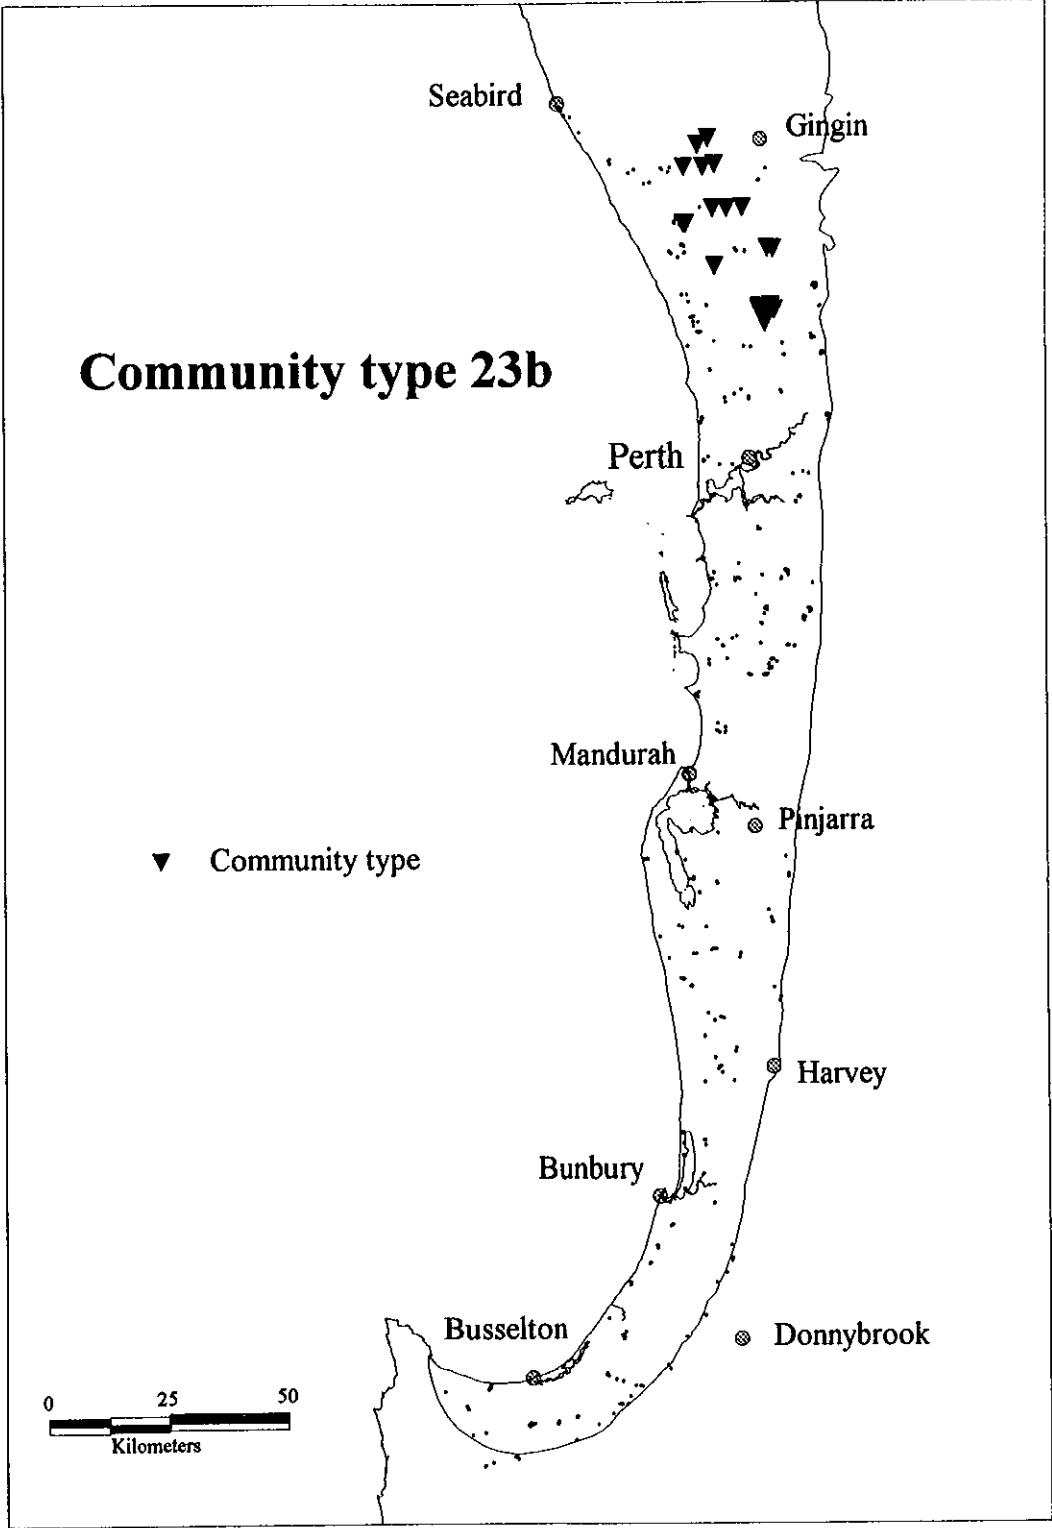 Seabird
Gingin
Community type 23b
Perth
Mandurah
Pinjarra
Community type
Harvey
Bunbury
Busselton
Donnybrook
0 25 50
Kilometers